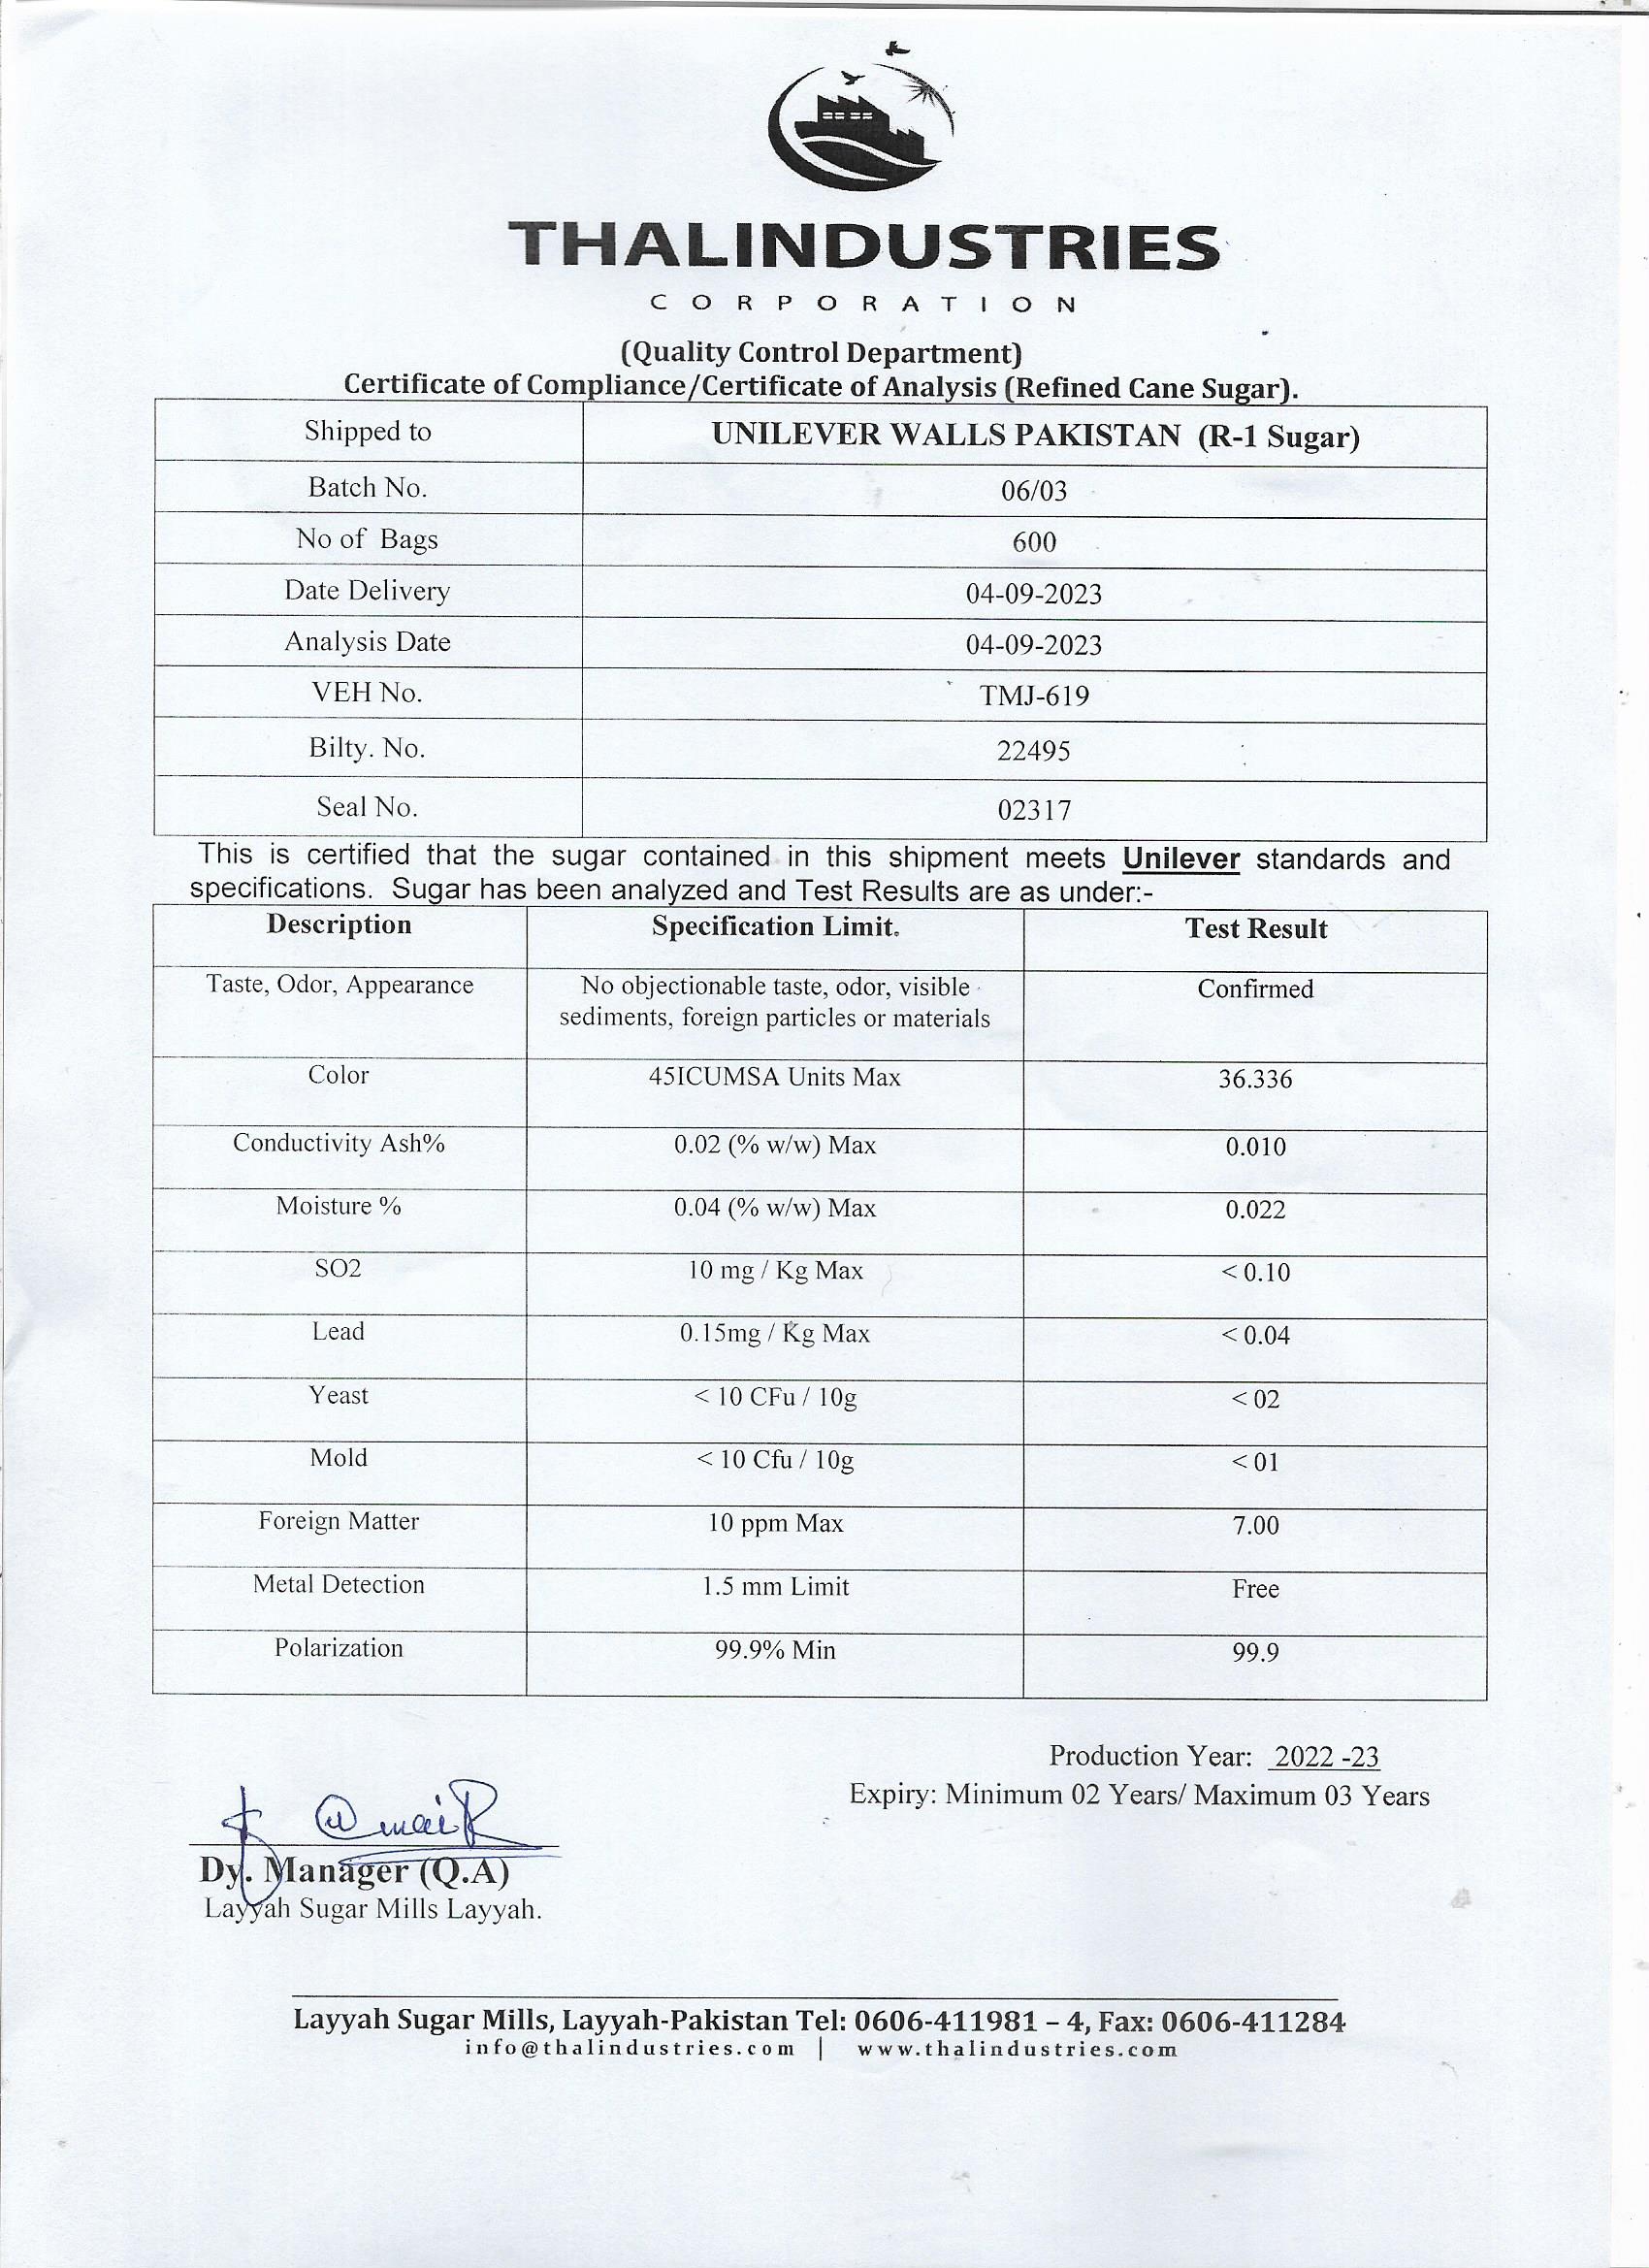 THALINDUSTRIES
CORPORATION
(Quality Control Department)
Certificate of Compliance/Certificate of Analysis (Refined Cane Sugar).
Shipped to UNILEVER WALLS PAKISTAN (R-1 Sugar)
Batch No. 06/03
No of Bags 600
Date Delivery 04-09-2023
Analysis Date 04-09-2023
VEH No. TMJ-619
Bilty. No. 22495
Seal No. 02317
This is certified that the sugar contained in this shipment meets Unilever standards and
specifications. Sugar has been analyzed and Test Results are as under:-
Description Specification Limit. Test Result
Taste, Odor, Appearance No objectionable taste, odor, visible Confirmed
sediments, foreign particles or materials
Color 45ICUMSA Units Max 36.336
Conductivity Ash% 0.02 (% w/w) Max 0.010
Moisture % 0.04 (% w/w) Max 0.022
SO2 10 mg / Kg Max < 0.10
Lead 0.15mg / Kg Max < 0.04
Yeast < 10 CFu / 10g < 02
Mold < 10 Cfu / 10g < 01
Foreign Matter 10 ppm Max 7.00
Metal Detection 1.5 mm Limit Free
Polarization 99.9% Min 99.9
Production Year: 2022 -23
Expiry: Minimum 02 Years/ Maximum 03 Years
Dy. Manager (Q.A)
Layyah Sugar Mills Layyah.
Layyah Sugar Mills, Layyah-Pakistan Tel: 0606-411981 – 4, Fax: 0606-411284
info@thalindustries.com | www.thalindustries.com